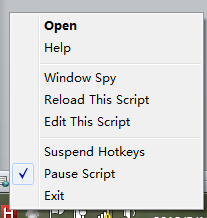 Open
Help
Window Spy
Reload This Script
Edit This Script
Suspend Hotkeys
Pause Script
Exit
H